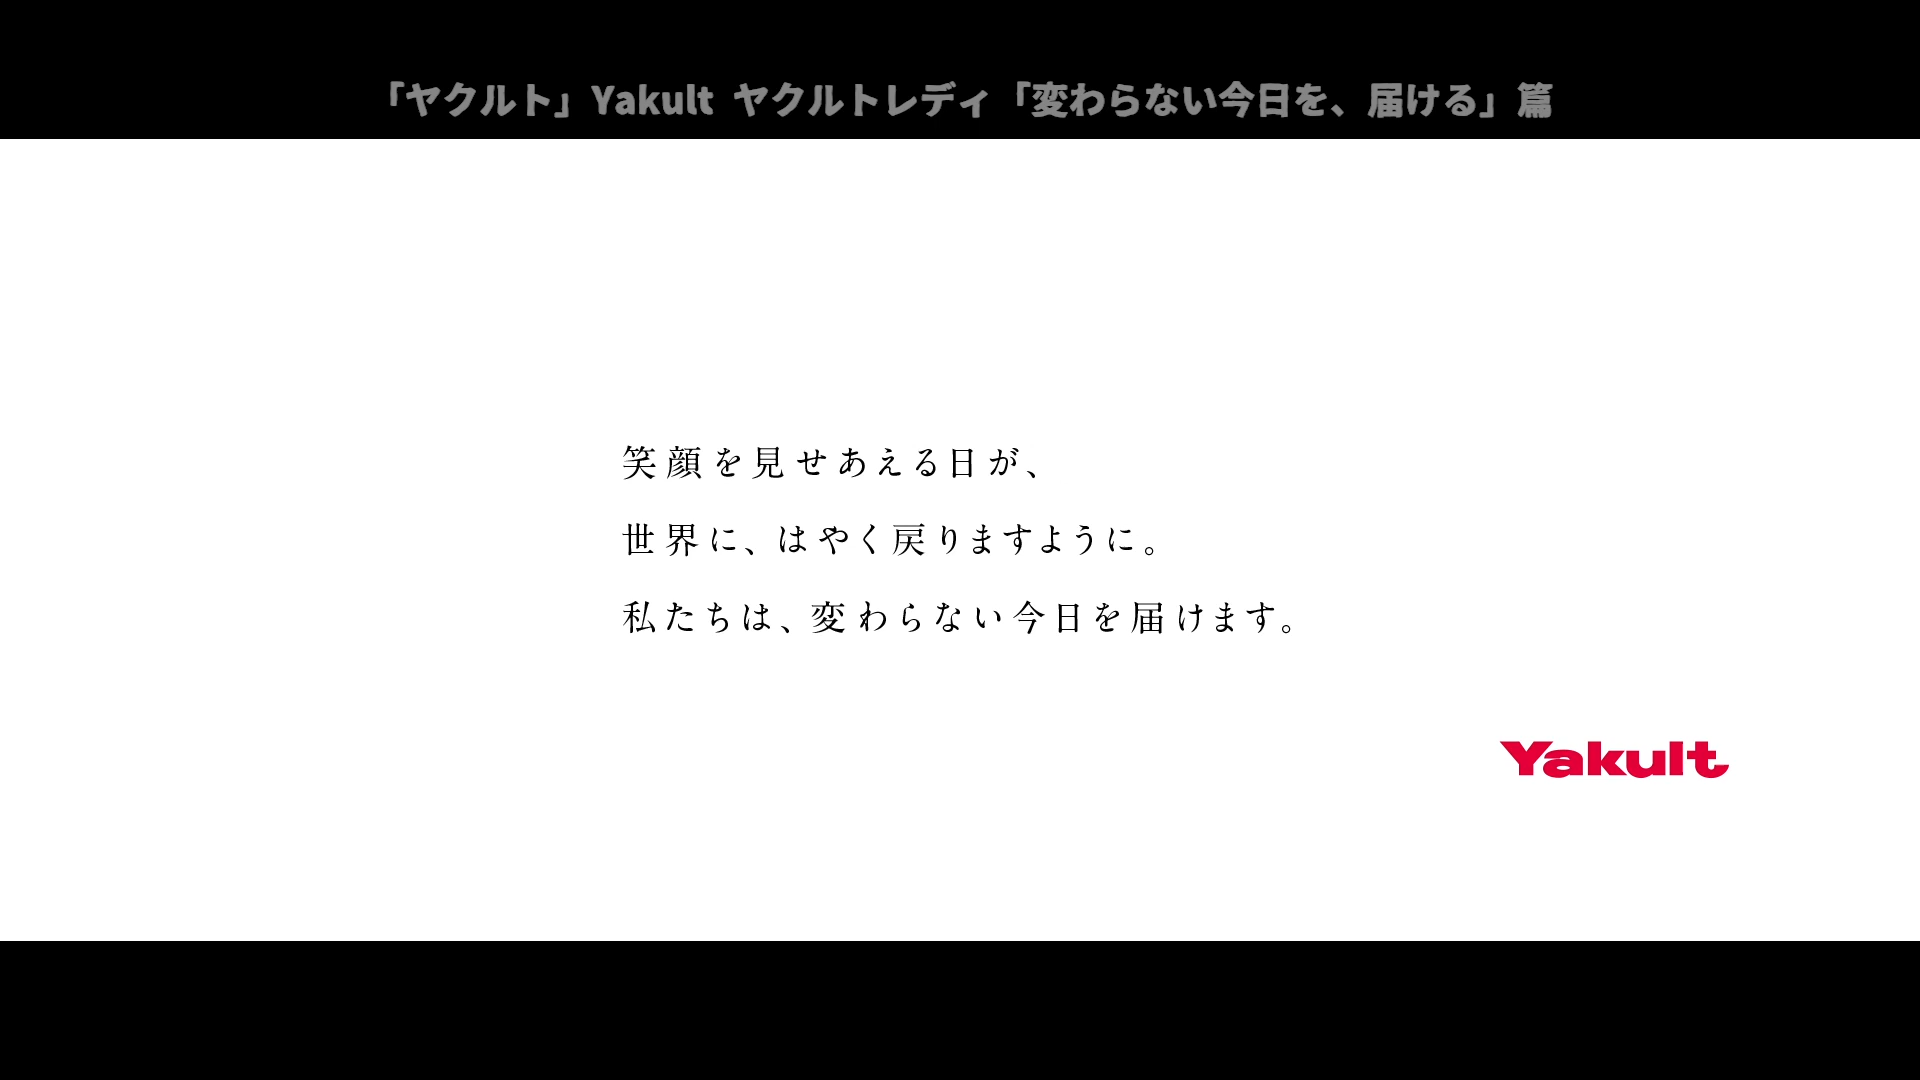 「ヤクルト」Yakult ヤクルトレディ「変わらない今日を、届ける」篇
笑顔を見せあえる日が、
世界に、はやく戻りますように。
私たちは、変わらない今日を届けます。
Yakult